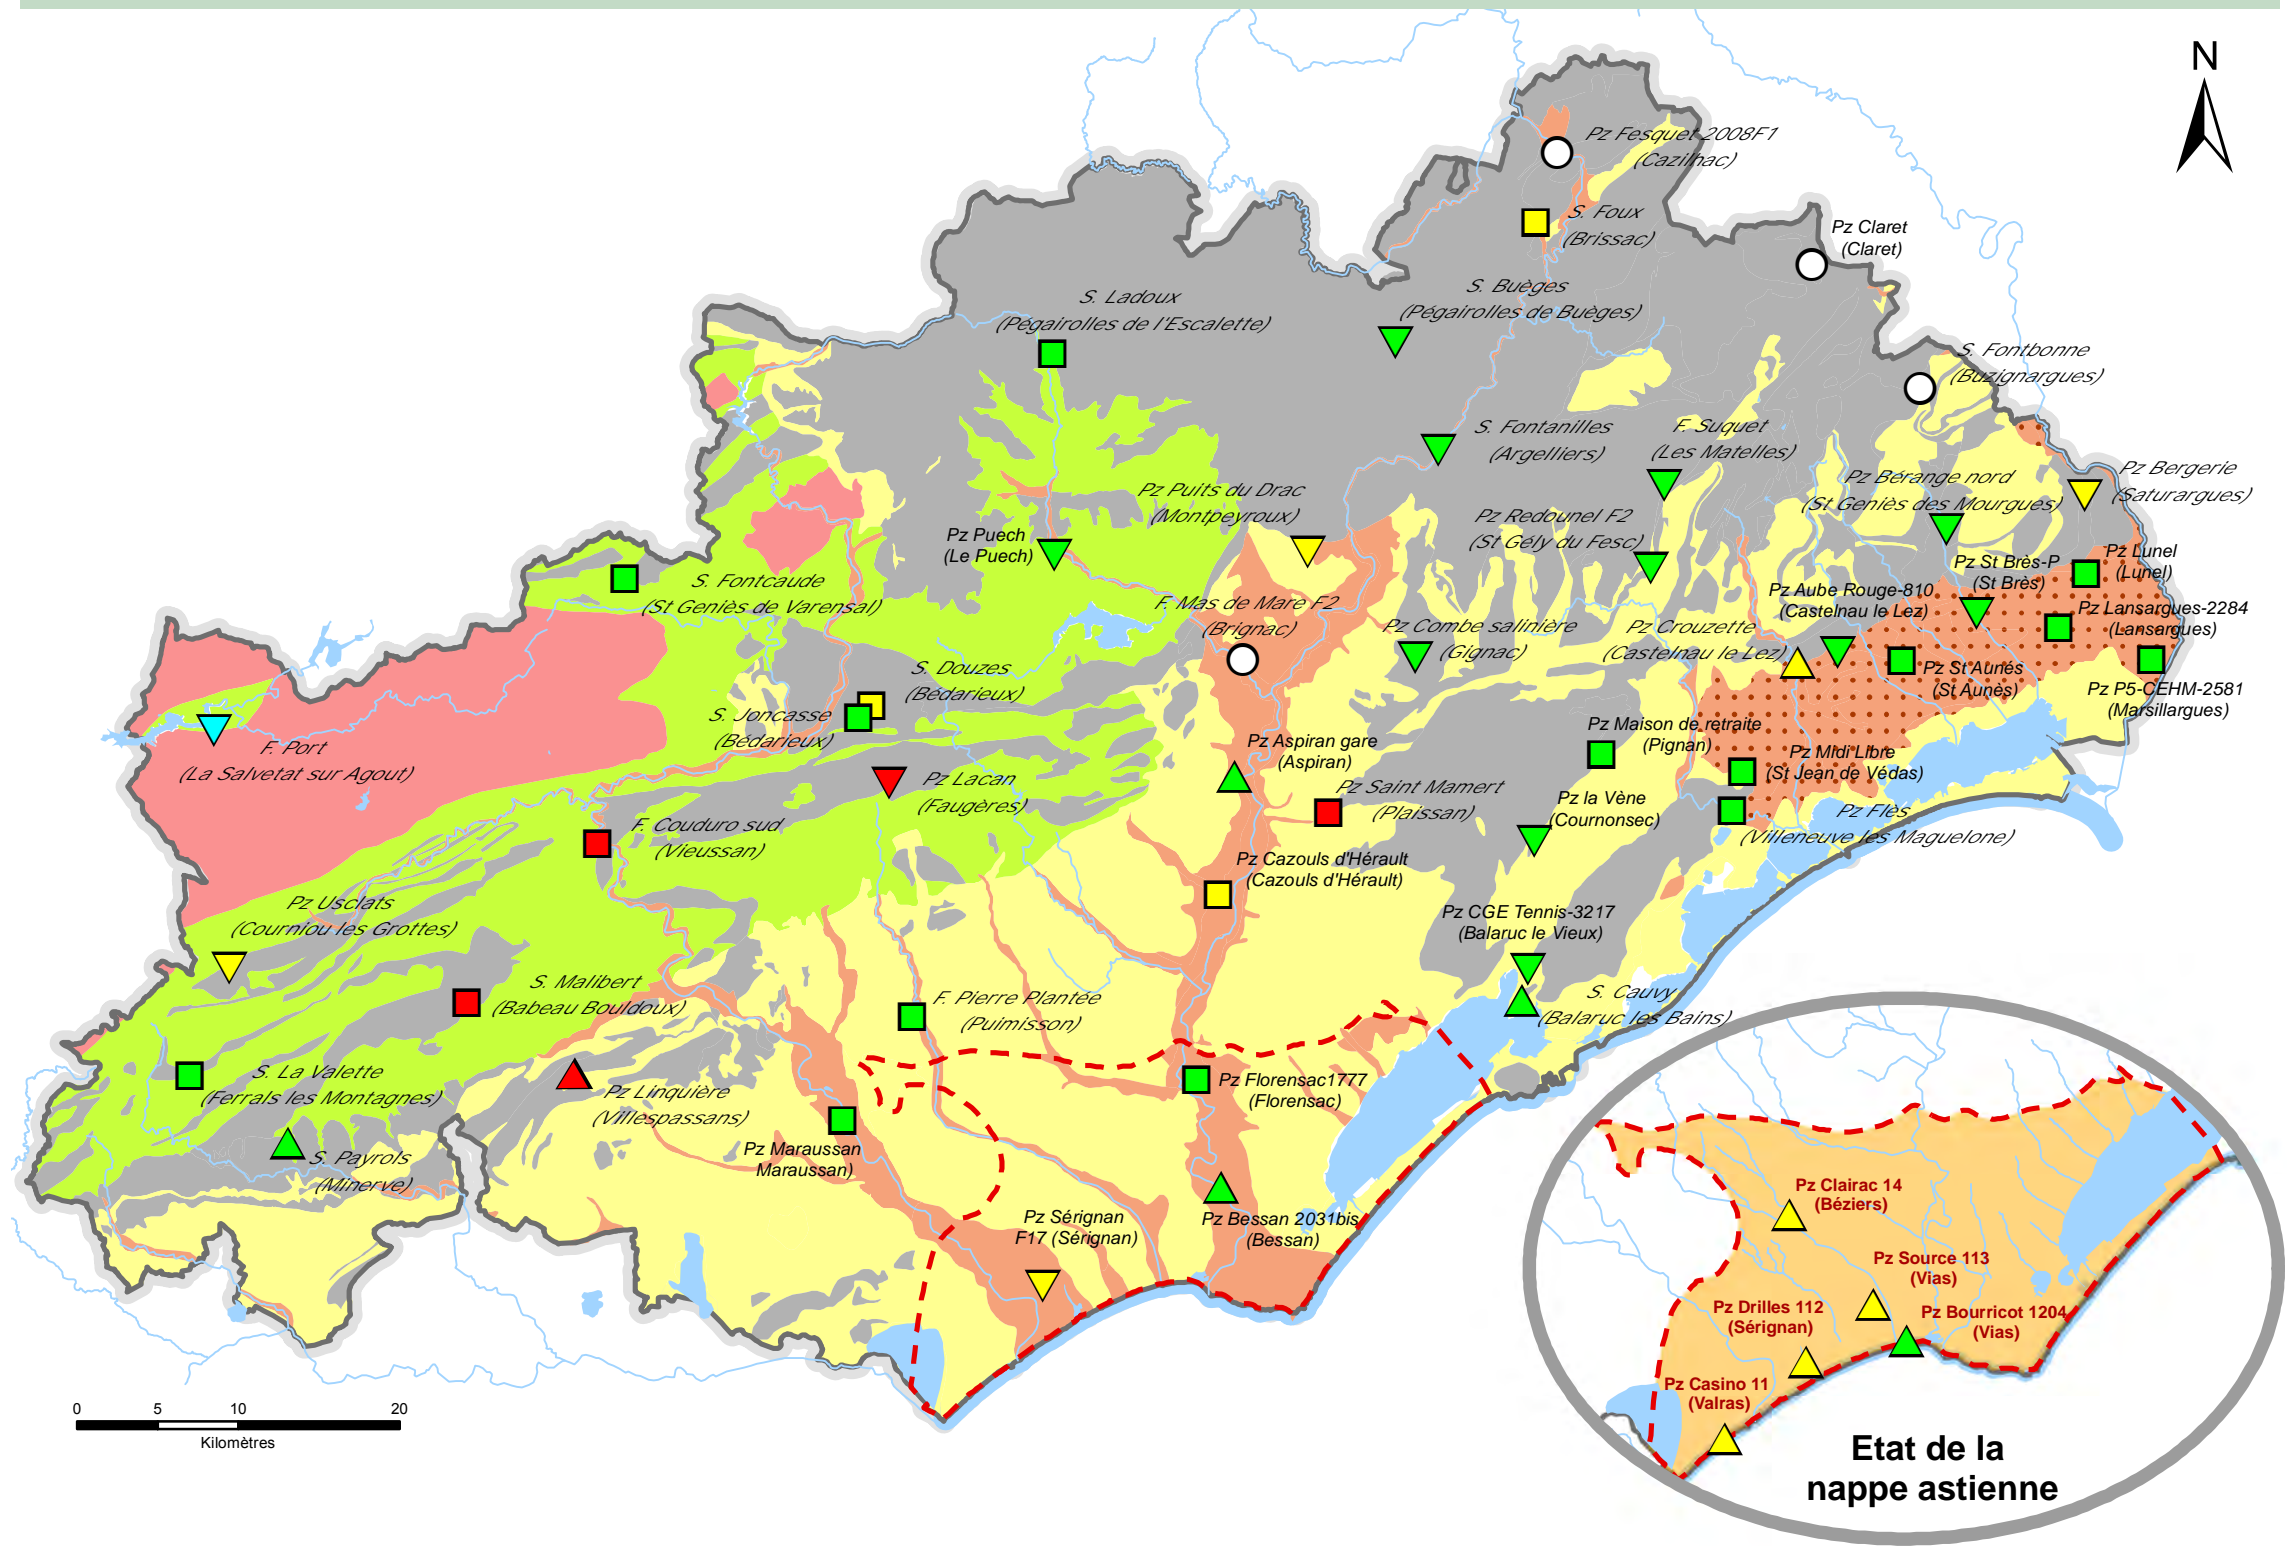 N
Pz Fesquet 2008F1
(Cazilhac)
S. Foux
(Brissac)
Pz Claret
(Claret)
S. Buèges
(Pégairolles de Buèges)
S. Ladoux
(Pégairolles de l'Escalette)
S. Fontbonne
(Buzignargues)
S. Fontanilles
(Argelliers)
F. Suquet
(Les Matelles)
Pz Bérange nord
(St Geniès des Mourgues)
Pz Bergerie
(Saturargues)
Pz Puits du Drac
(Montpeyroux)
Pz Redounel F2
(St Gély du Fesc)
Pz Puech
(Le Puech)
Pz St Brès-P
(St Brès)
Pz Lunel
(Lunel)
S. Fontcaude
(St Geniès de Varensal)
Pz Aube Rouge-810
(Castelnau le Lez)
F. Mas de Mare F2
(Brignac)
Pz Combe salinière
(Gignac)
Pz Crouzette
(Castelnau le Lez)
Pz Lansargues-2284
(Lansargues)
S. Douzes
(Bédarieux)
Pz St Aunés
(St Aunès)
Pz P5-CEHM-2581
(Marsillargues)
S. Joncasse
(Bédarieux)
F. Port
(La Salvetat sur Agout)
Pz Aspiran gare
(Aspiran)
Pz Maison de retraite
(Pignan)
Pz Midi Libre
(St Jean de Védas)
Pz Lacan
(Faugères)
Pz Saint Mamert
(Plaissan)
Pz la Vène
(Cournonsec)
Pz Flès
(Villeneuve les Maguelone)
F. Couduro sud
(Vieussan)
Pz Cazouls d'Hérault
(Cazouls d'Hérault)
Pz Usclats
(Courniou les Grottes)
Pz CGE Tennis-3217
(Balaruc le Vieux)
S. Malibert
(Babeau Bouldoux)
F. Pierre Plantée
(Puimisson)
S. Cauvy
(Balaruc les Bains)
S. La Valette
(Ferrals les Montagnes)
Pz Linquière
(Villespassans)
Pz Florensac1777
(Florensac)
Pz Maraussan
Maraussan)
S. Payrols
(Minerve)
Pz Sérignan
F17 (Sérignan)
Pz Bessan 2031bis
(Bessan)
Pz Clairac 14
(Béziers)
Pz Source 113
(Vias)
Pz Drilles 112
(Sérignan)
Pz Bourricot 1204
(Vias)
Pz Casino 11
(Valras)
0 5 10 20
Kilomètres
Etat de la
nappe astienne